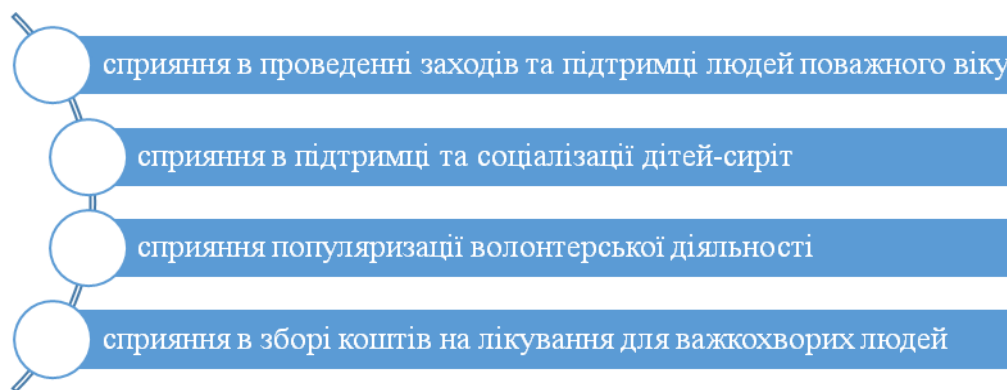 сприяння в проведенні заходів та підтримці людей поважного віку
сприяння в підтримці та соціалізації дітей-сиріт
сприяння популяризації волонтерської діяльності
сприяння в зборі коштів на лікування для важкохворих людей